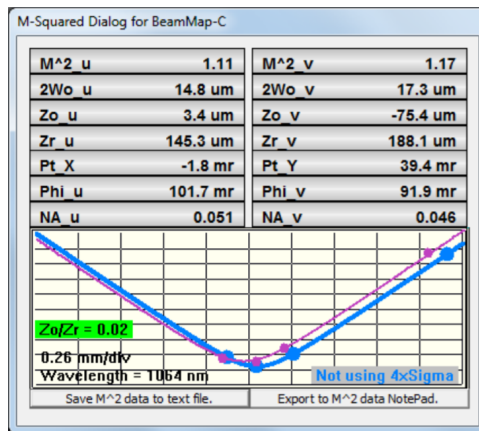 M-Squared Dialog for BeamMap-C
M^2_u 1.11 M^2_v 1.17
2Wo_u 14.8 um 2Wo_v 17.3 um
Zo_u 3.4 um Zo_v -75.4 um
Zr_u 145.3 um Zr_v 188.1 um
Pt_X -1.8 mr Pt_Y 39.4 mr
Phi_u 101.7 mr Phi_v 91.9 mr
NA_u 0.051 NA_v 0.046
Zo/Zr = 0.02
0.26 mm/div
Wavelength = 1064 nm Not using 4xSigma
Save M^2 data to text file. Export to M^2 data NotePad.